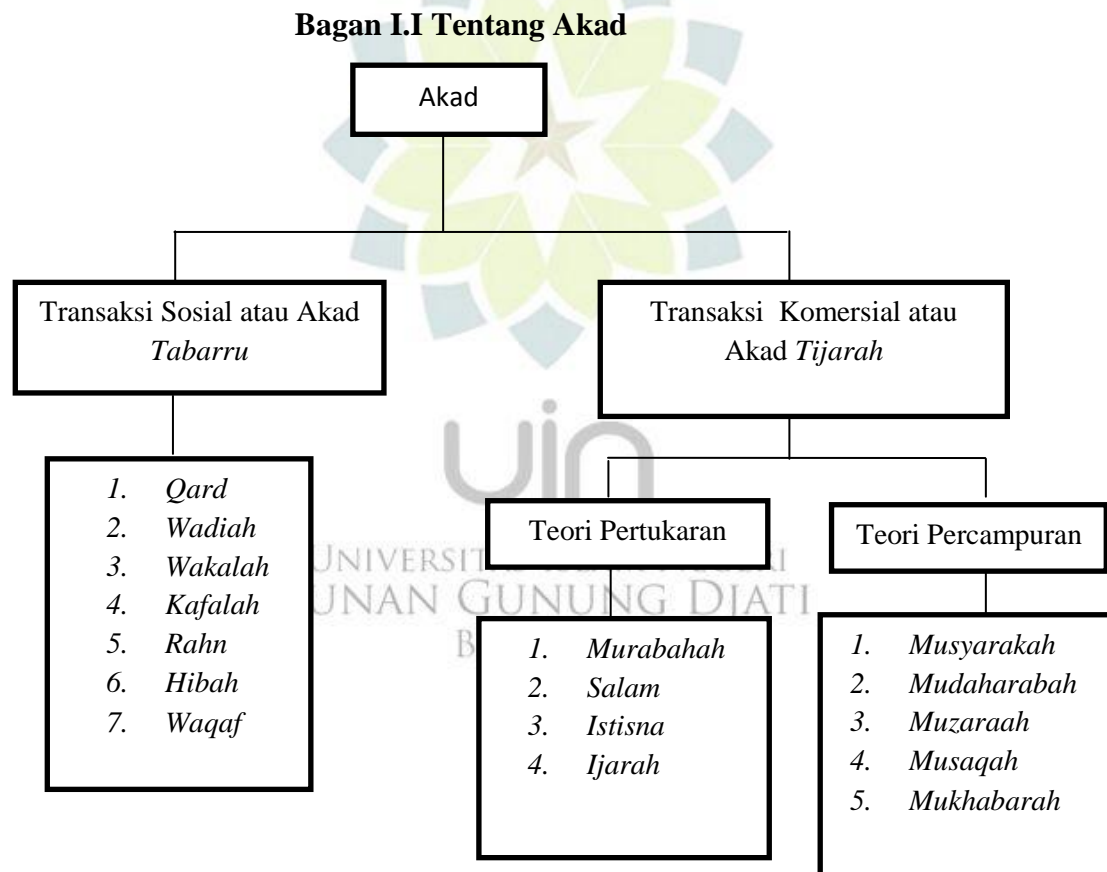 Bagan I.I Tentang Akad
Akad
Transaksi Sosial atau Akad
Tabarru
Transaksi Komersial atau
Akad Tijarah
1. Qard
2. Wadiah
3. Wakalah
4. Kafalah
5. Rahn
6. Hibah
7. Waqaf
Teori Pertukaran
Teori Percampuran
1. Murabahah
2. Salam
3. Istisna
4. Ijarah
1. Musyarakah
2. Mudaharabah
3. Muzaraah
4. Musaqah
5. Mukhabarah
uin
GUNUNG DJATI